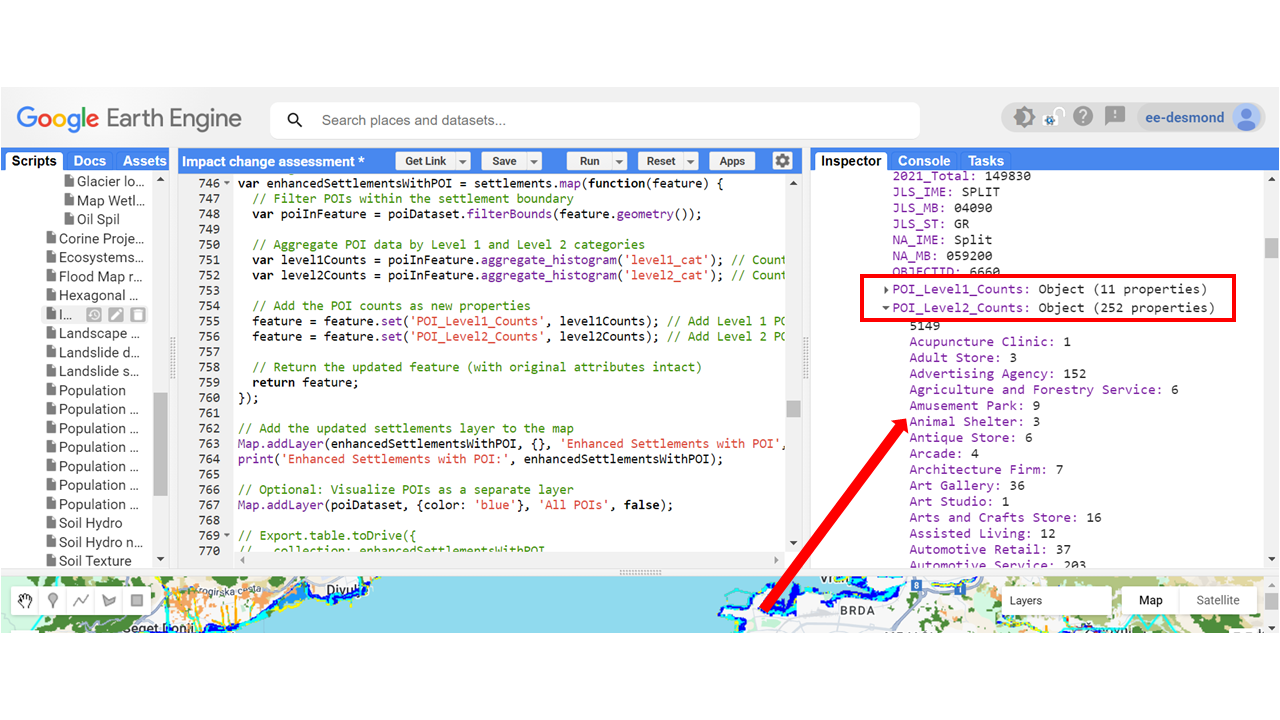 Google Earth Engine
Search places and datasets...
ee-desmond
Scripts
Docs
Assets
Glacier lo...
Map Wetl...
Oil Spil
Corine Proje...
Ecosystems...
Flood Map r...
Hexagonal ...
I...
Landscape ...
Landslide d...
Landslide s...
Population
Population ...
Population ...
Population ...
Population ...
Population ...
Population ...
Soil Hydro
Soil Hydro n...
Soil Texture
Impact change assessment *
Get Link
Save
Run
Reset
Apps
746 var enhancedSettlementsWithPOI = settlements.map(function(feature) {
747 // Filter POIs within the settlement boundary
748 var poiInFeature = poiDataset.filterBounds(feature.geometry());
749
750 // Aggregate POI data by Level 1 and Level 2 categories
751 var level1Counts = poiInFeature.aggregate_histogram('level1_cat'); // Count
752 var level2Counts = poiInFeature.aggregate_histogram('level2_cat'); // Count
753
754 // Add the POI counts as new properties
755 feature = feature.set('POI_Level1_Counts', level1Counts); // Add Level 1 PO
756 feature = feature.set('POI_Level2_Counts', level2Counts); // Add Level 2 PO
757
758 // Return the updated feature (with original attributes intact)
759 return feature;
760 });
761
762 // Add the updated settlements layer to the map
763 Map.addLayer(enhancedSettlementsWithPOI, {}, 'Enhanced Settlements with POI',
764 print('Enhanced Settlements with POI:', enhancedSettlementsWithPOI);
765
766 // Optional: Visualize POIs as a separate layer
767 Map.addLayer(poiDataset, {color: 'blue'}, 'All POIs', false);
768
769 // Export.table.toDrive({
770 // collection: enhancedSettlementsWithPOI
Inspector
Console
Tasks
2021_Total: 149830
JLS_IME: SPLIT
JLS_MB: 04090
JLS_ST: GR
NA_IME: Split
NA_MB: 059200
OBJECTID: 6660
POI_Level1_Counts: Object (11 properties)
POI_Level2_Counts: Object (252 properties)
5149
Acupuncture Clinic: 1
Adult Store: 3
Advertising Agency: 152
Agriculture and Forestry Service: 6
Amusement Park: 9
Animal Shelter: 3
Antique Store: 6
Arcade: 4
Architecture Firm: 7
Art Gallery: 36
Art Studio: 1
Arts and Crafts Store: 16
Assisted Living: 12
Automotive Retail: 37
Automotive Service: 203
cesta
BRDA
8
1
Layers
Map
Satellite